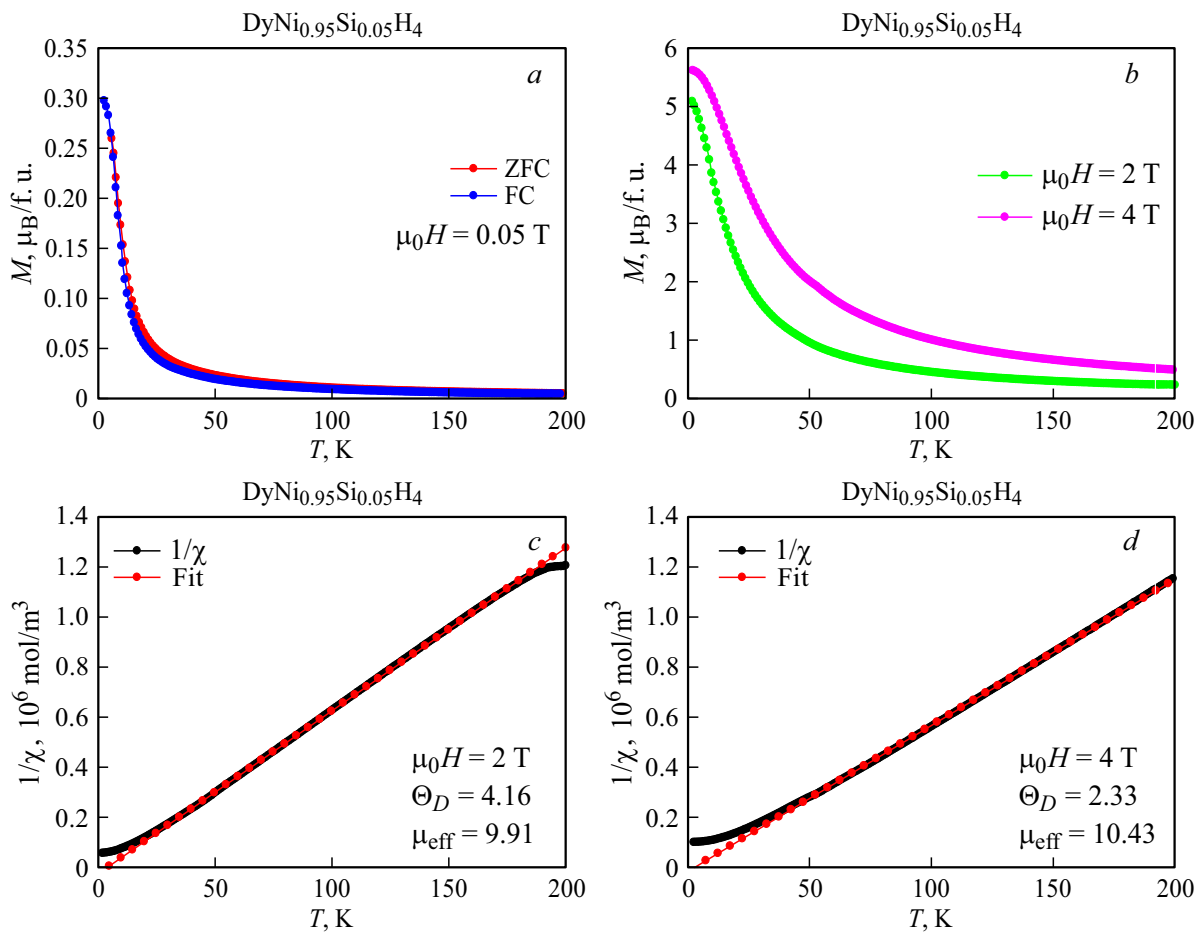 DyNi0.95Si0.05H4
a
0.35
0.30
0.25
0.20
0.15
0.10
0.05
0
M, μB/f. u.
ZFC
FC
μ0H = 0.05 T
0 50 100 150 200
T, K
DyNi0.95Si0.05H4
b
6
5
4
3
2
1
0
M, μB/f. u.
μ0H = 2 T
μ0H = 4 T
0 50 100 150 200
T, K
DyNi0.95Si0.05H4
c
1.4
1.2
1.0
0.8
0.6
0.4
0.2
0
1/χ, 10^6 mol/m^3
1/χ
Fit
μ0H = 2 T
ΘD = 4.16
μeff = 9.91
0 50 100 150 200
T, K
DyNi0.95Si0.05H4
d
1.4
1.2
1.0
0.8
0.6
0.4
0.2
0
1/χ, 10^6 mol/m^3
1/χ
Fit
μ0H = 4 T
ΘD = 2.33
μeff = 10.43
0 50 100 150 200
T, K